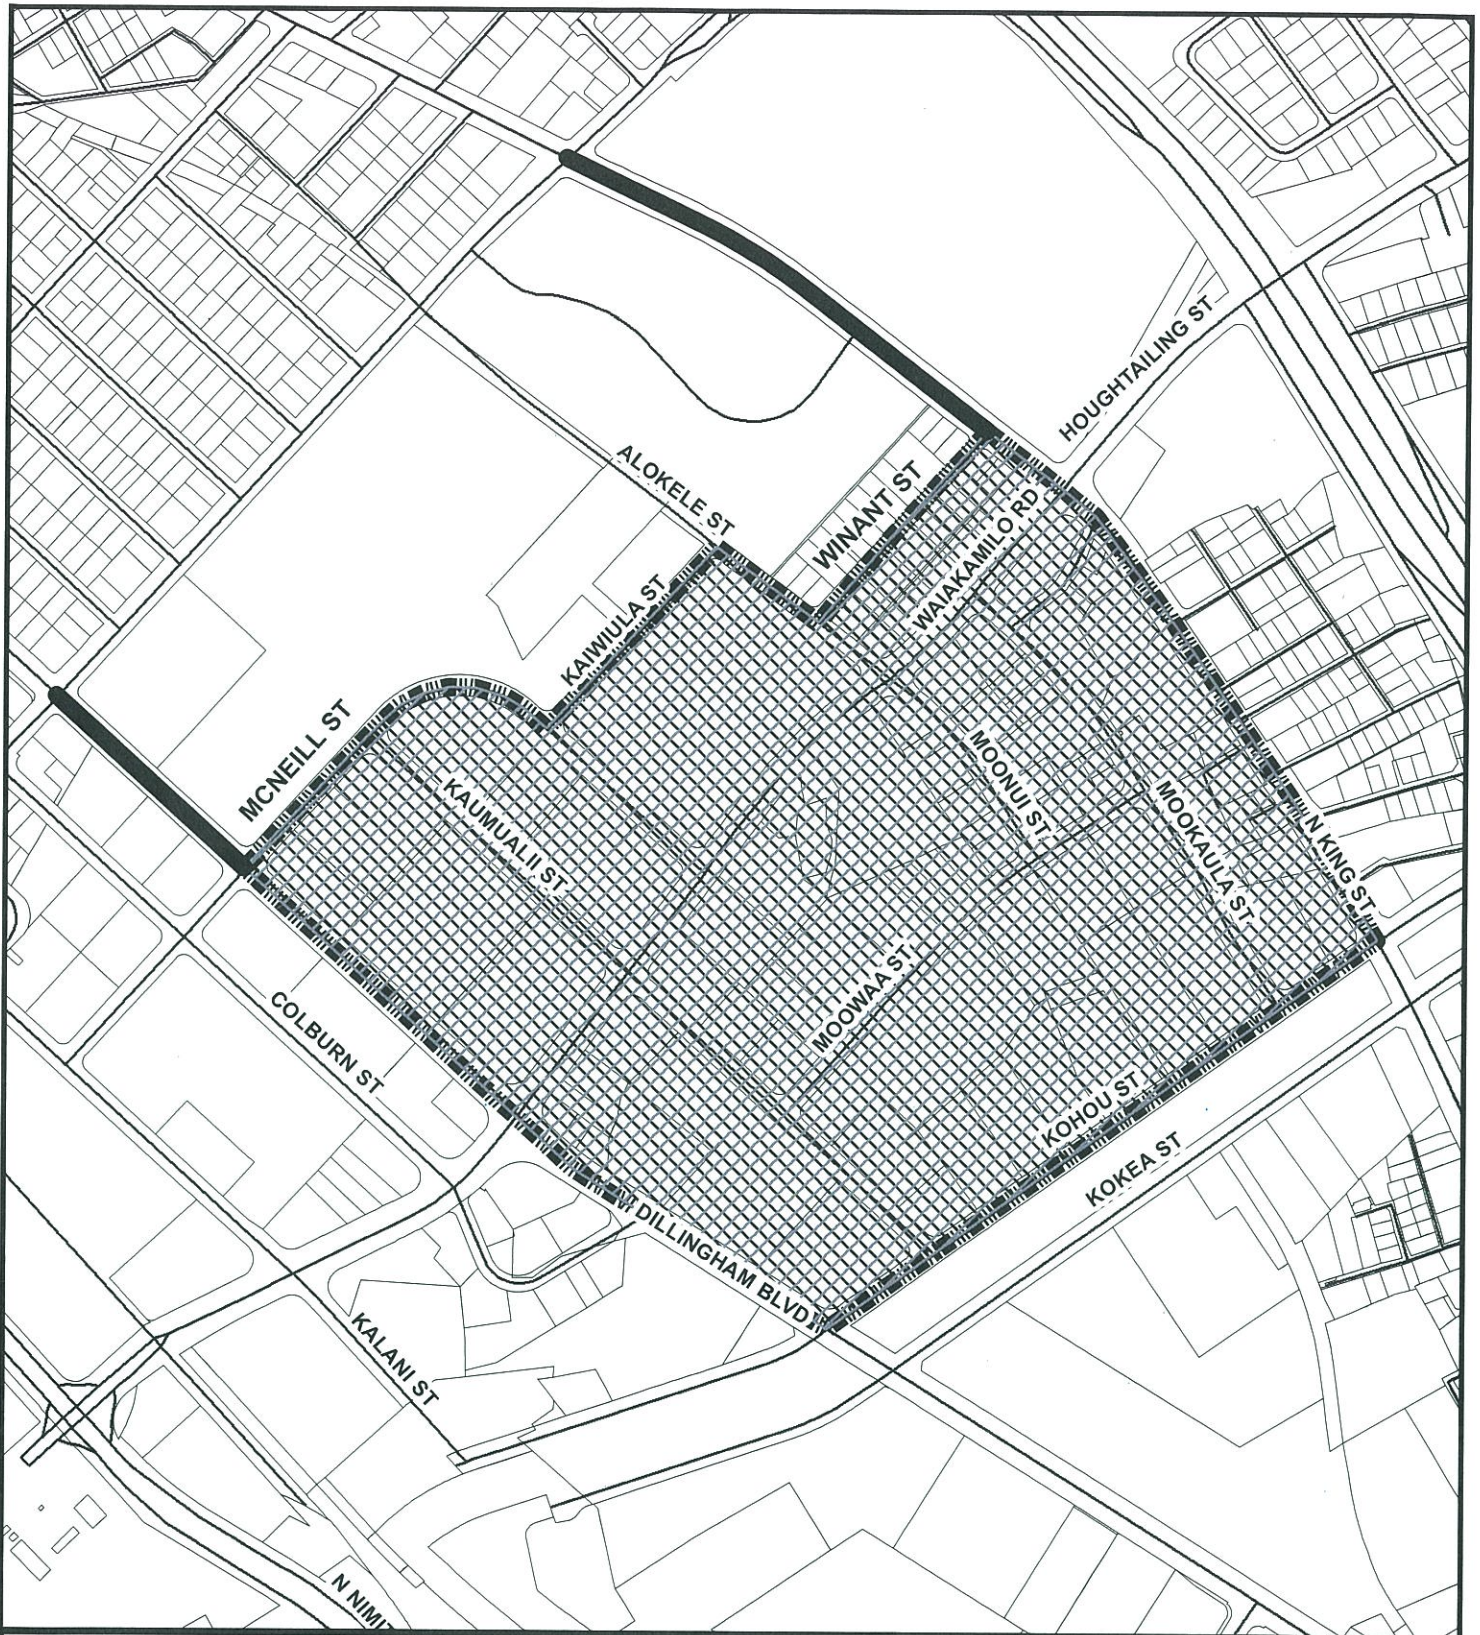 HOUGHTAILING ST
ALOKELE ST
WINANT ST
WAIAKAMILO RD
KAIWIULA ST
MCNEILL ST
MOONUI ST
KAUMUALII ST
MOOKAULA ST
N KING ST
MOOWAA ST
COLBURN ST
KOHOU ST
KOKEA ST
DILLINGHAM BLVD
KALANI ST
N NIMIT